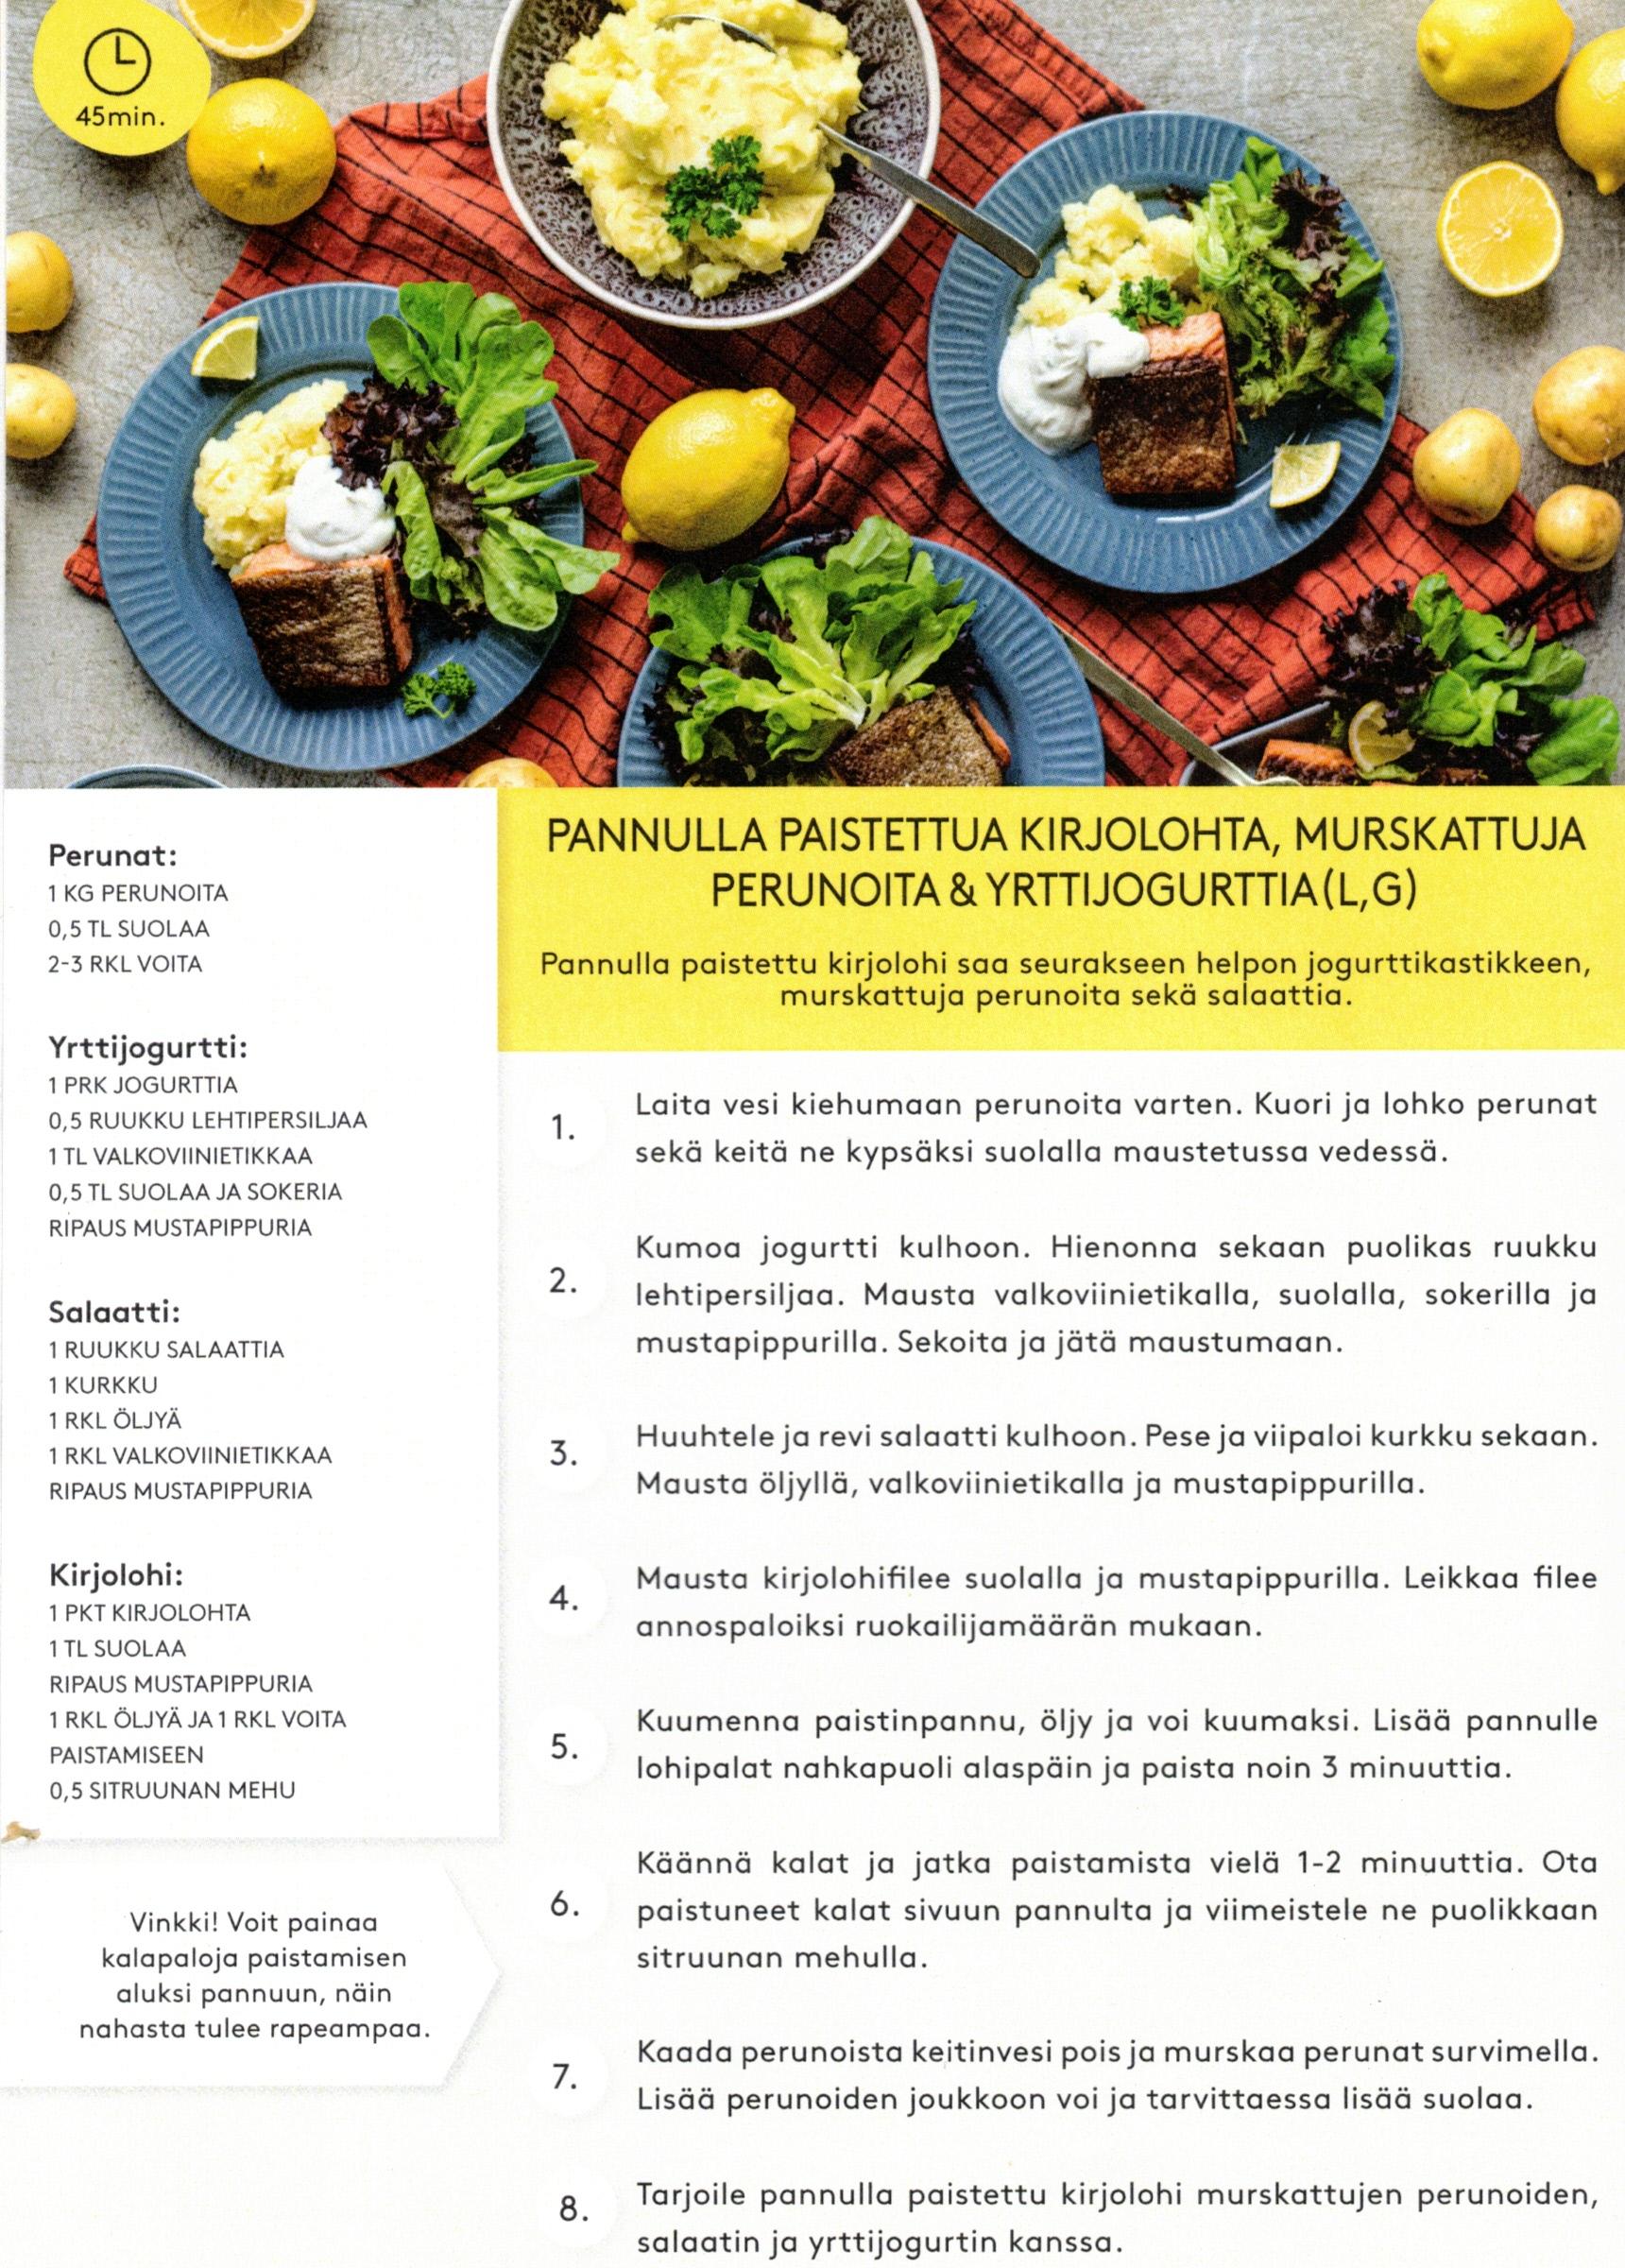 45min.
Perunat:
1 KG PERUNOITA
0,5 TL SUOLAA
2-3 RKL VOITA
Yrttijogurtti:
1 PRK JOGURTTIA
0,5 RUUKKU LEHTIPERSILJAA
1 TL VALKOVIINIETIKKAA
0,5 TL SUOLAA JA SOKERIA
RIPAUS MUSTAPIPPURIA
Salaatti:
1 RUUKKU SALAATTIA
1 KURKKU
1 RKL ÖLJYÄ
1 RKL VALKOVIINIETIKKAA
RIPAUS MUSTAPIPPURIA
Kirjolohi:
1 PKT KIRJOLOHTA
1 TL SUOLAA
RIPAUS MUSTAPIPPURIA
1 RKL ÖLJYÄ JA 1 RKL VOITA
PAISTAMISEEN
0,5 SITRUUNAN MEHU
Vinkki! Voit painaa
kalapaloja paistamisen
aluksi pannuun, näin
nahasta tulee rapeampaa.
PANNULLA PAISTETTUA KIRJOLOHTA, MURSKATTUJA
PERUNOITA & YRTTIJOGURTTIA(L,G)
Pannulla paistettu kirjolohi saa seurakseen helpon jogurttikastikkeen,
murskattuja perunoita sekä salaattia.
1. Laita vesi kiehumaan perunoita varten. Kuori ja lohko perunat
sekä keitä ne kypsäksi suolalla maustetussa vedessä.
2. Kumoa jogurtti kulhoon. Hienonna sekaan puolikas ruukku
lehtipersiljaa. Mausta valkoviinietikalla, suolalla, sokerilla ja
mustapippurilla. Sekoita ja jätä maustumaan.
3. Huuhtele ja revi salaatti kulhoon. Pese ja viipaloi kurkku sekaan.
Mausta öljyllä, valkoviinietikalla ja mustapippurilla.
4. Mausta kirjolohifilee suolalla ja mustapippurilla. Leikkaa filee
annospaloiksi ruokailijamäärän mukaan.
5. Kuumenna paistinpannu, öljy ja voi kuumaksi. Lisää pannulle
lohipalat nahkapuoli alaspäin ja paista noin 3 minuuttia.
6. Käännä kalat ja jatka paistamista vielä 1-2 minuuttia. Ota
paistuneet kalat sivuun pannulta ja viimeistele ne puolikkaan
sitruunan mehulla.
7. Kaada perunoista keitinvesi pois ja murskaa perunat survimella.
Lisää perunoiden joukkoon voi ja tarvittaessa lisää suolaa.
8. Tarjoile pannulla paistettu kirjolohi murskattujen perunoiden,
salaatin ja yrttijogurtin kanssa.